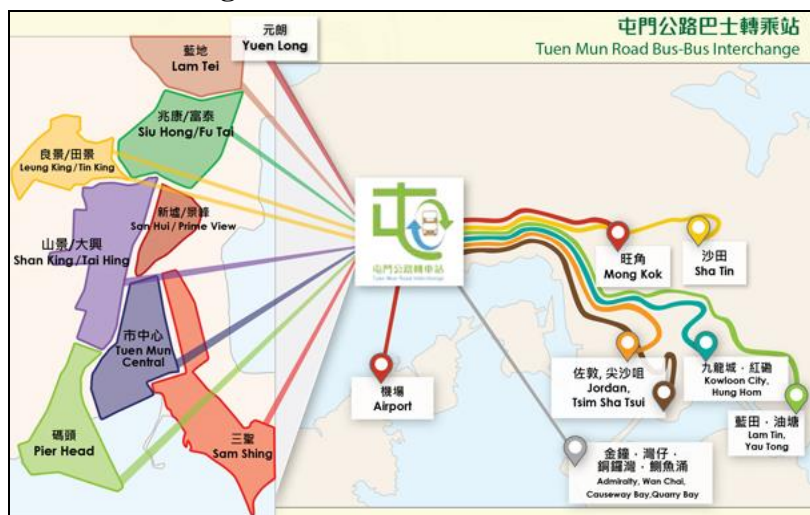 屯門公路巴士轉乘站
Tuen Mun Road Bus-Bus Interchange
元朗
Yuen Long
藍地
Lam Tei
兆康/富泰
Siu Hong/Fu Tai
良景/田景
Leung King/Tin King
新墟/景峰
San Hui/Prime View
山景/大興
Shan King/Tai Hing
市中心
Tuen Mun
Central
碼頭
Pier Head
三聖
Sam Shing
屯門公路轉乘站
Tuen Mun Road Interchange
機場
Airport
旺角
Mong Kok
沙田
Sha Tin
佐敦, 尖沙咀
Jordan,
Tsim Sha Tsui
九龍城·紅磡
Kowloon City,
Hung Hom
藍田·油塘
Lam Tin,
Yau Tong
金鐘·灣仔·
銅鑼灣·鰂魚涌
Admiralty, Wan Chai,
Causeway Bay,Quarry Bay